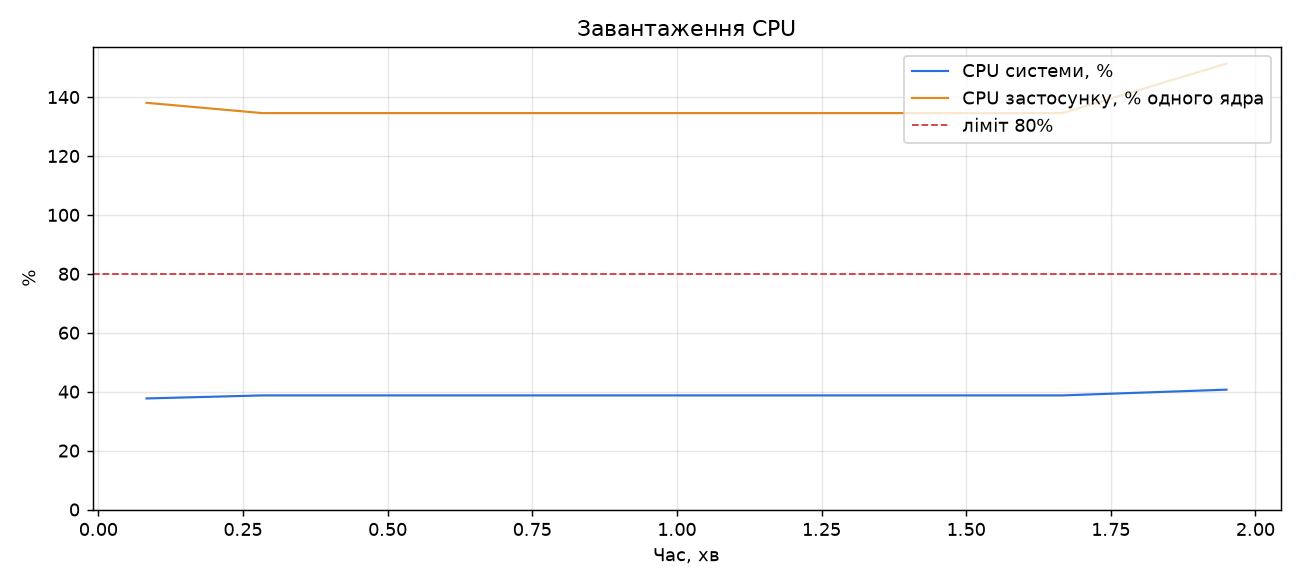 Завантаження CPU
CPU системи, %
CPU застосунку, % одного ядра
ліміт 80%
%
140
120
100
80
60
40
20
0
0.00 0.25 0.50 0.75 1.00 1.25 1.50 1.75 2.00
Час, хв